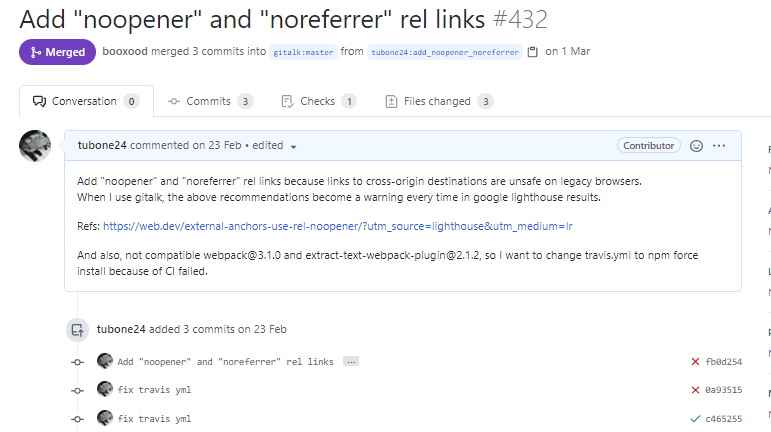 Add "noopener" and "noreferrer" rel links #432
Merged booxood merged 3 commits into gitalk:master from tubone24:add_noopener_noreferrer on 1 Mar
Conversation 0 Commits 3 Checks 1 Files changed 3
tubone24 commented on 23 Feb • edited Contributor
Add "noopener" and "noreferrer" rel links because links to cross-origin destinations are unsafe on legacy browsers.
When I use gitalk, the above recommendations become a warning every time in google lighthouse results.
Refs: https://web.dev/external-anchors-use-rel-noopener/?utm_source=lighthouse&utm_medium=lr
And also, not compatible webpack@3.1.0 and extract-text-webpack-plugin@2.1.2, so I want to change travis.yml to npm force
install because of CI failed.
tubone24 added 3 commits on 23 Feb
Add "noopener" and "noreferrer" rel links ... fb0d254
fix travis yml 0a93515
fix travis yml c465255